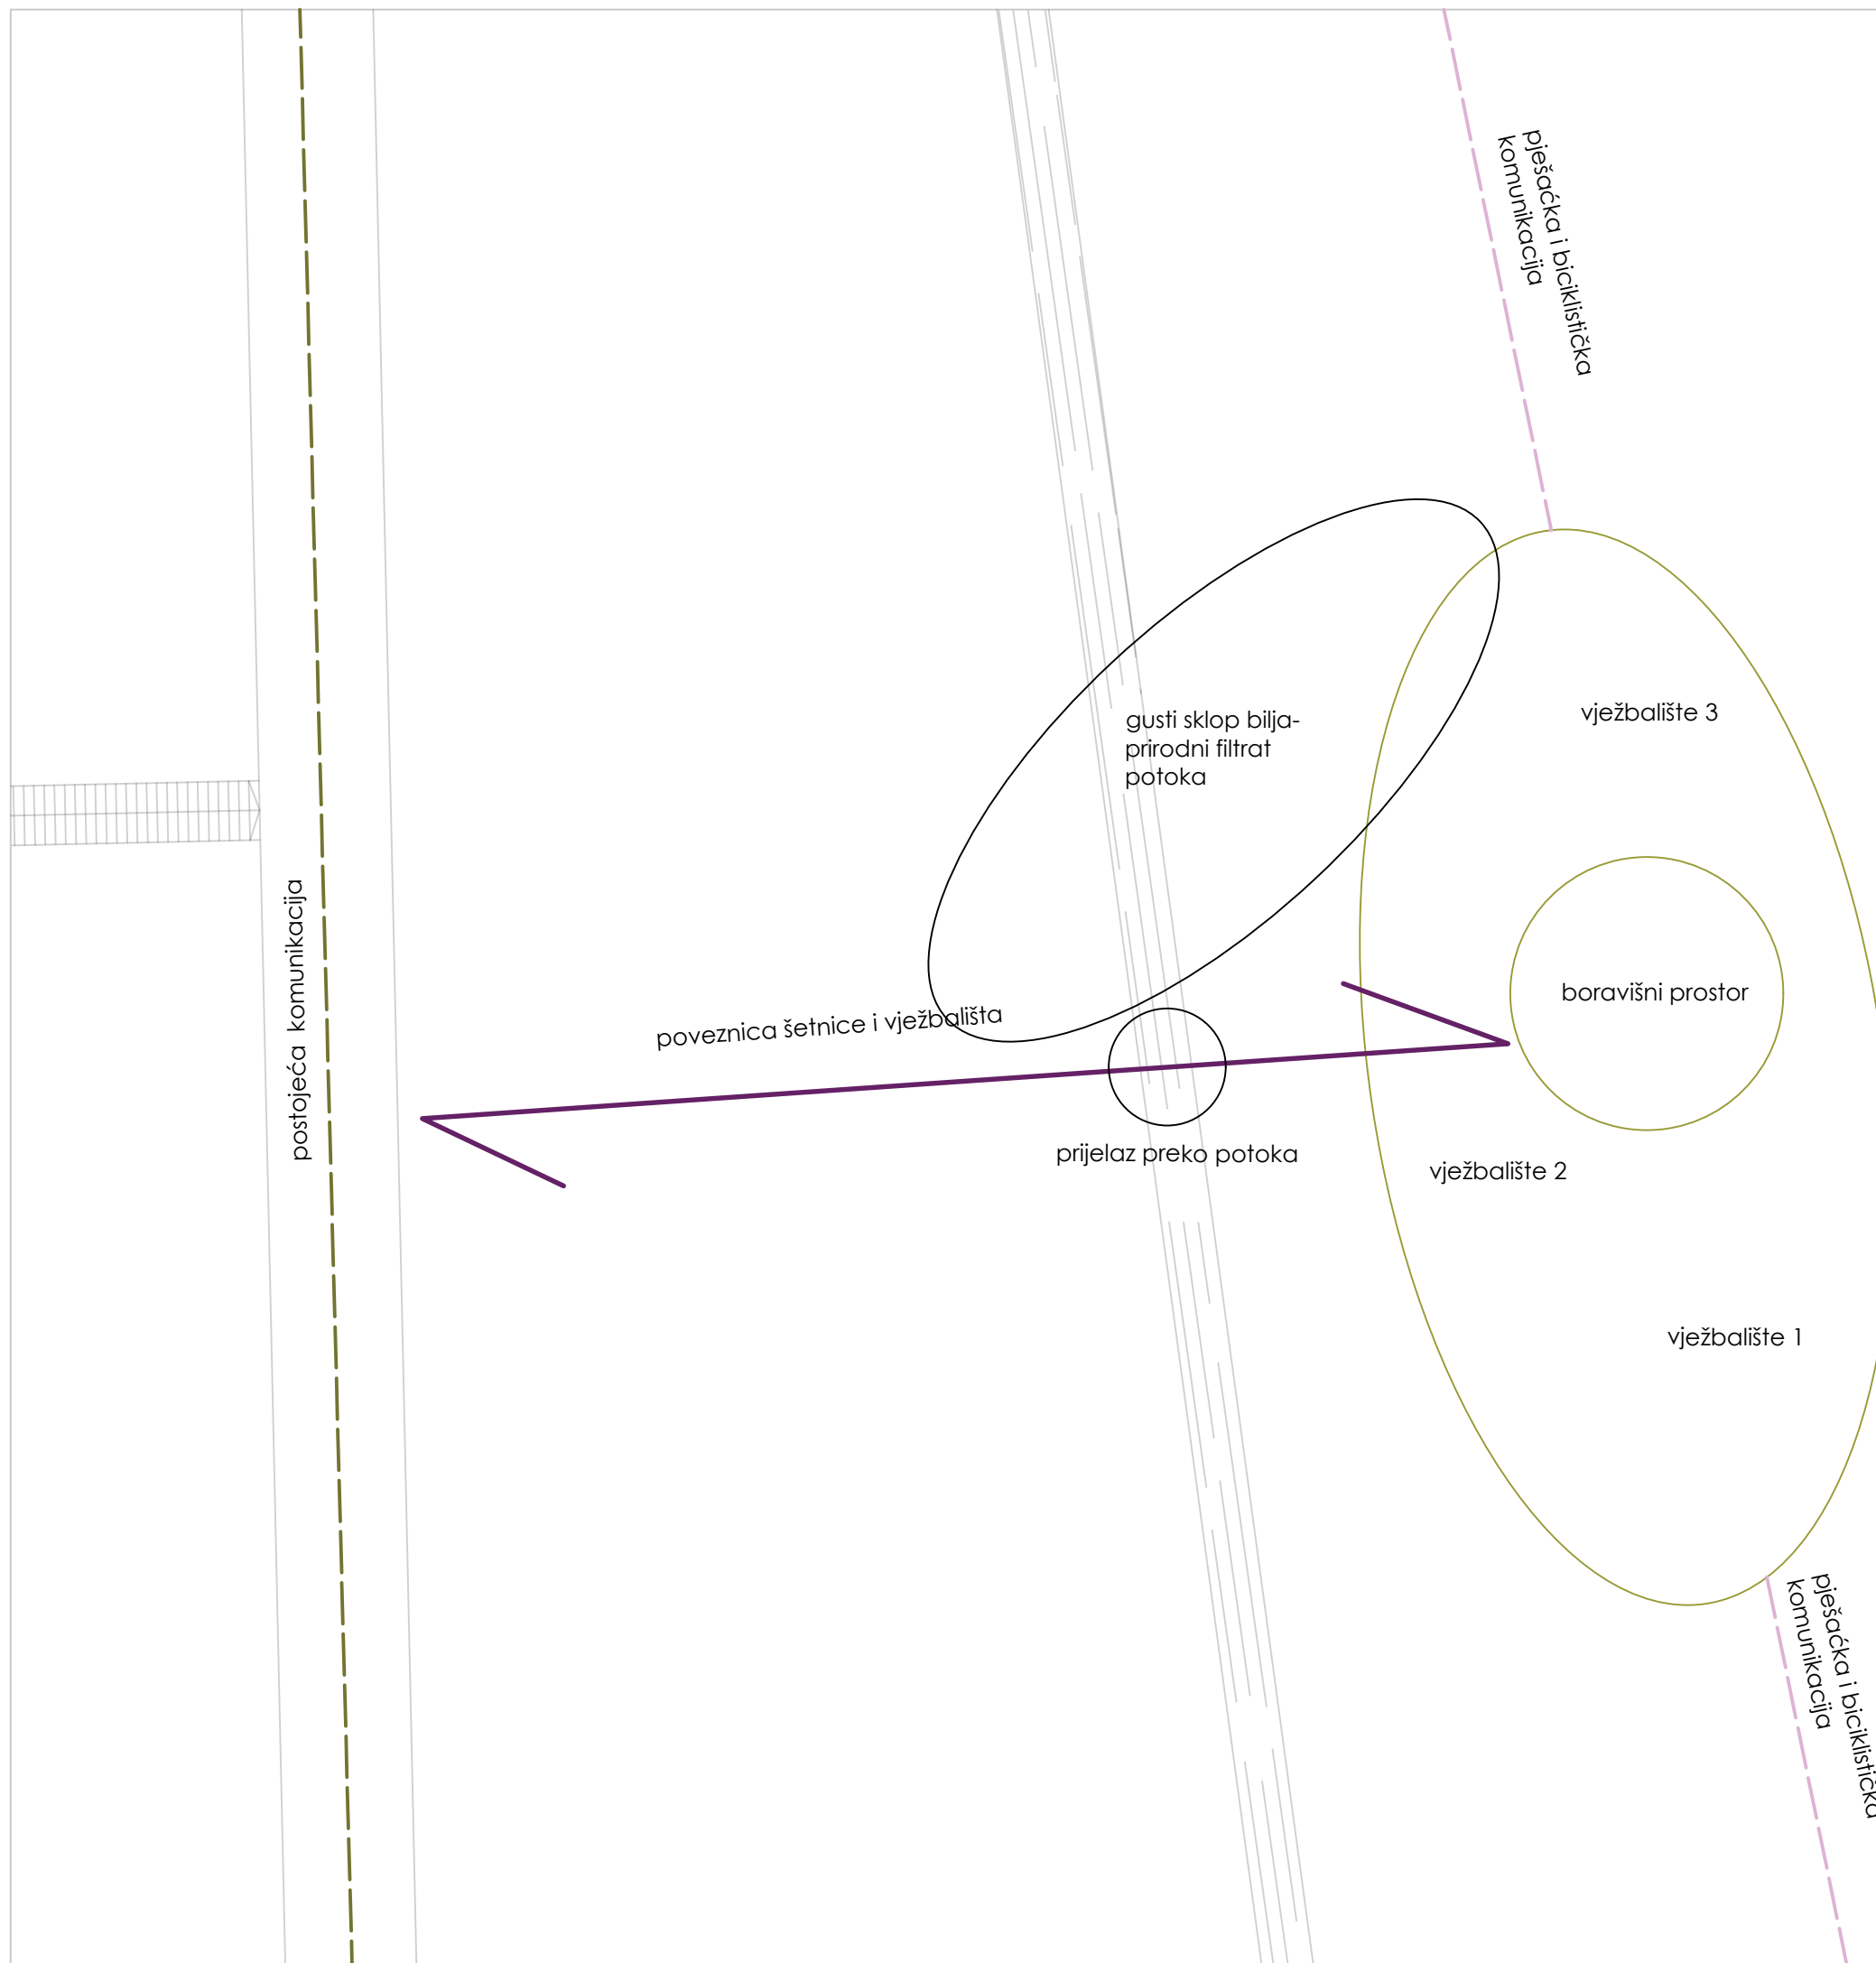 pješaćka i biciklistička
komunikacija
gusti sklop bilja-
prirodni filtrat
potoka
vježbalište 3
postojeća komunikacija
boravišni prostor
poveznica šetnice i vježbališta
prijelaz preko potoka
vježbalište 2
vježbalište 1
pješaćka i biciklistička
komunikacija